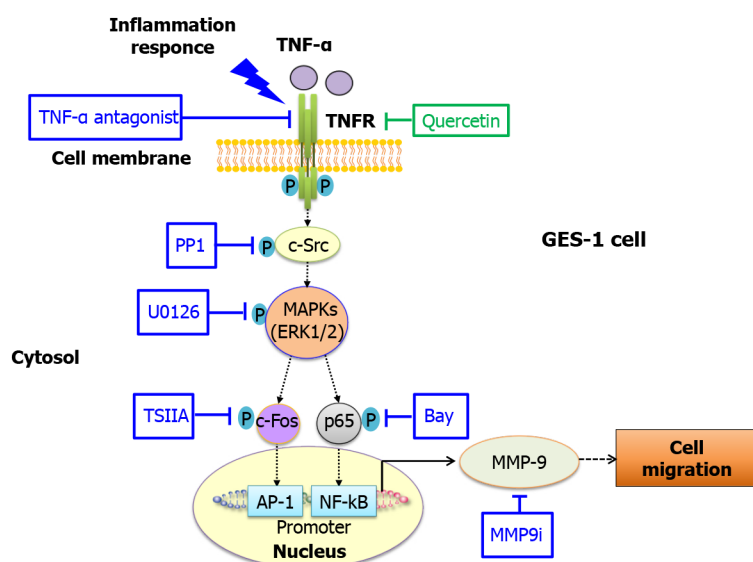 Inflammation
responce
TNF-α
TNF-α antagonist
TNFR
Quercetin
Cell membrane
P
P
PP1
P
c-Src
GES-1 cell
U0126
P
MAPKs
(ERK1/2)
Cytosol
TSIIA
P
c-Fos
p65
P
Bay
MMP-9
Cell
migration
AP-1
NF-kB
Promoter
Nucleus
MMP9i